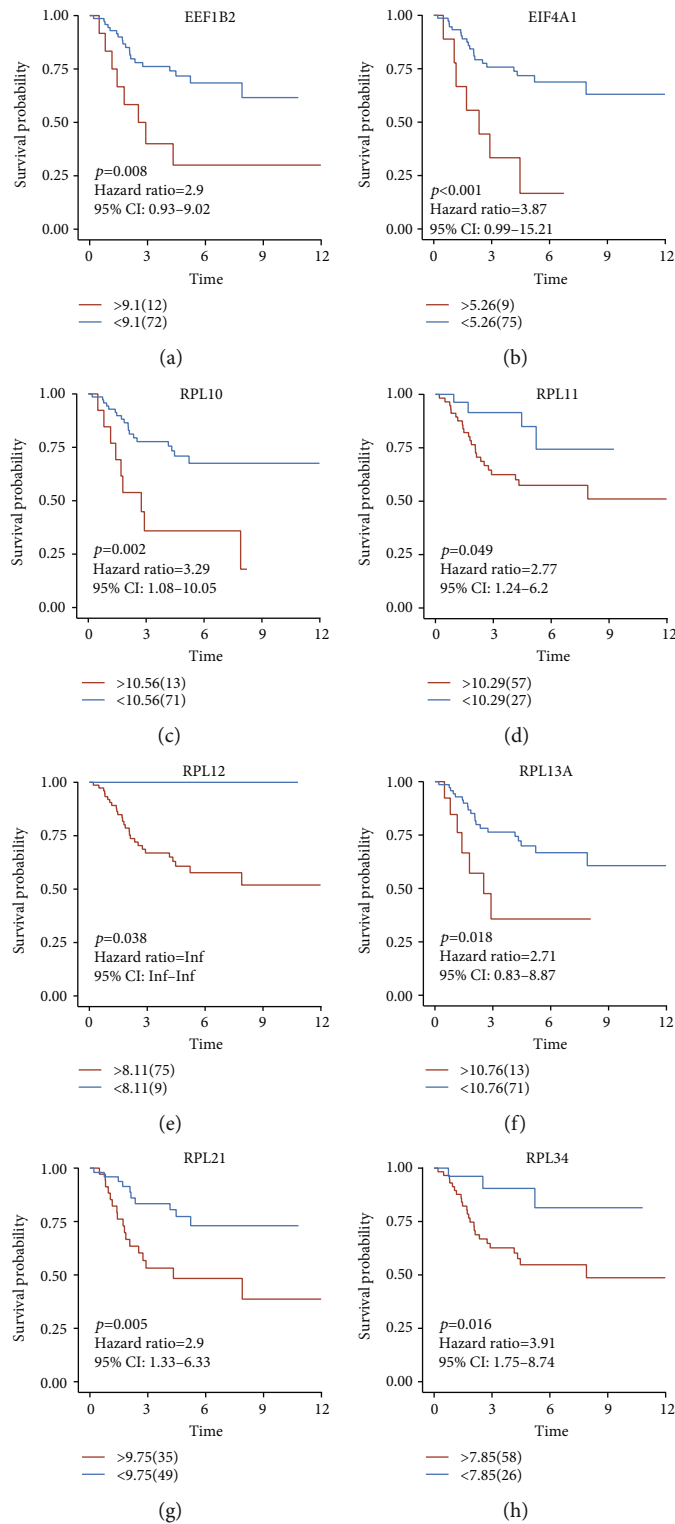 EEF1B2
Survival probability
1.00
0.75
0.50
0.25
0.00
p=0.008
Hazard ratio=2.9
95% CI: 0.93–9.02
0 3 6 9 12
Time
>9.1(12)
<9.1(72)
(a)
EIF4A1
Survival probability
1.00
0.75
0.50
0.25
0.00
p<0.001
Hazard ratio=3.87
95% CI: 0.99–15.21
0 3 6 9 12
Time
>5.26(9)
<5.26(75)
(b)
RPL10
Survival probability
1.00
0.75
0.50
0.25
0.00
p=0.002
Hazard ratio=3.29
95% CI: 1.08–10.05
0 3 6 9 12
Time
>10.56(13)
<10.56(71)
(c)
RPL11
Survival probability
1.00
0.75
0.50
0.25
0.00
p=0.049
Hazard ratio=2.77
95% CI: 1.24–6.2
0 3 6 9 12
Time
>10.29(57)
<10.29(27)
(d)
RPL12
Survival probability
1.00
0.75
0.50
0.25
0.00
p=0.038
Hazard ratio=Inf
95% CI: Inf–Inf
0 3 6 9 12
Time
>8.11(75)
<8.11(9)
(e)
RPL13A
Survival probability
1.00
0.75
0.50
0.25
0.00
p=0.018
Hazard ratio=2.71
95% CI: 0.83–8.87
0 3 6 9 12
Time
>10.76(13)
<10.76(71)
(f)
RPL21
Survival probability
1.00
0.75
0.50
0.25
0.00
p=0.005
Hazard ratio=2.9
95% CI: 1.33–6.33
0 3 6 9 12
Time
>9.75(35)
<9.75(49)
(g)
RPL34
Survival probability
1.00
0.75
0.50
0.25
0.00
p=0.016
Hazard ratio=3.91
95% CI: 1.75–8.74
0 3 6 9 12
Time
>7.85(58)
<7.85(26)
(h)